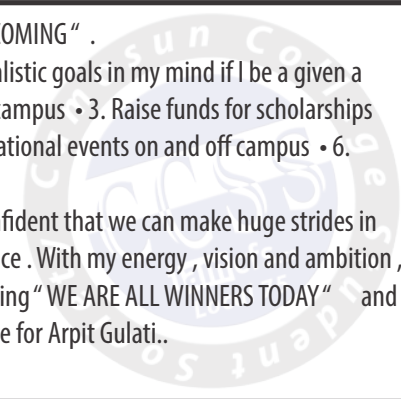 OMING “ .
listic goals in my mind if I be a given a
campus • 3. Raise funds for scholarships
ational events on and off campus • 6.
fident that we can make huge strides in
ce . With my energy , vision and ambition ,
ing “ WE ARE ALL WINNERS TODAY “ and
e for Arpit Gulati..